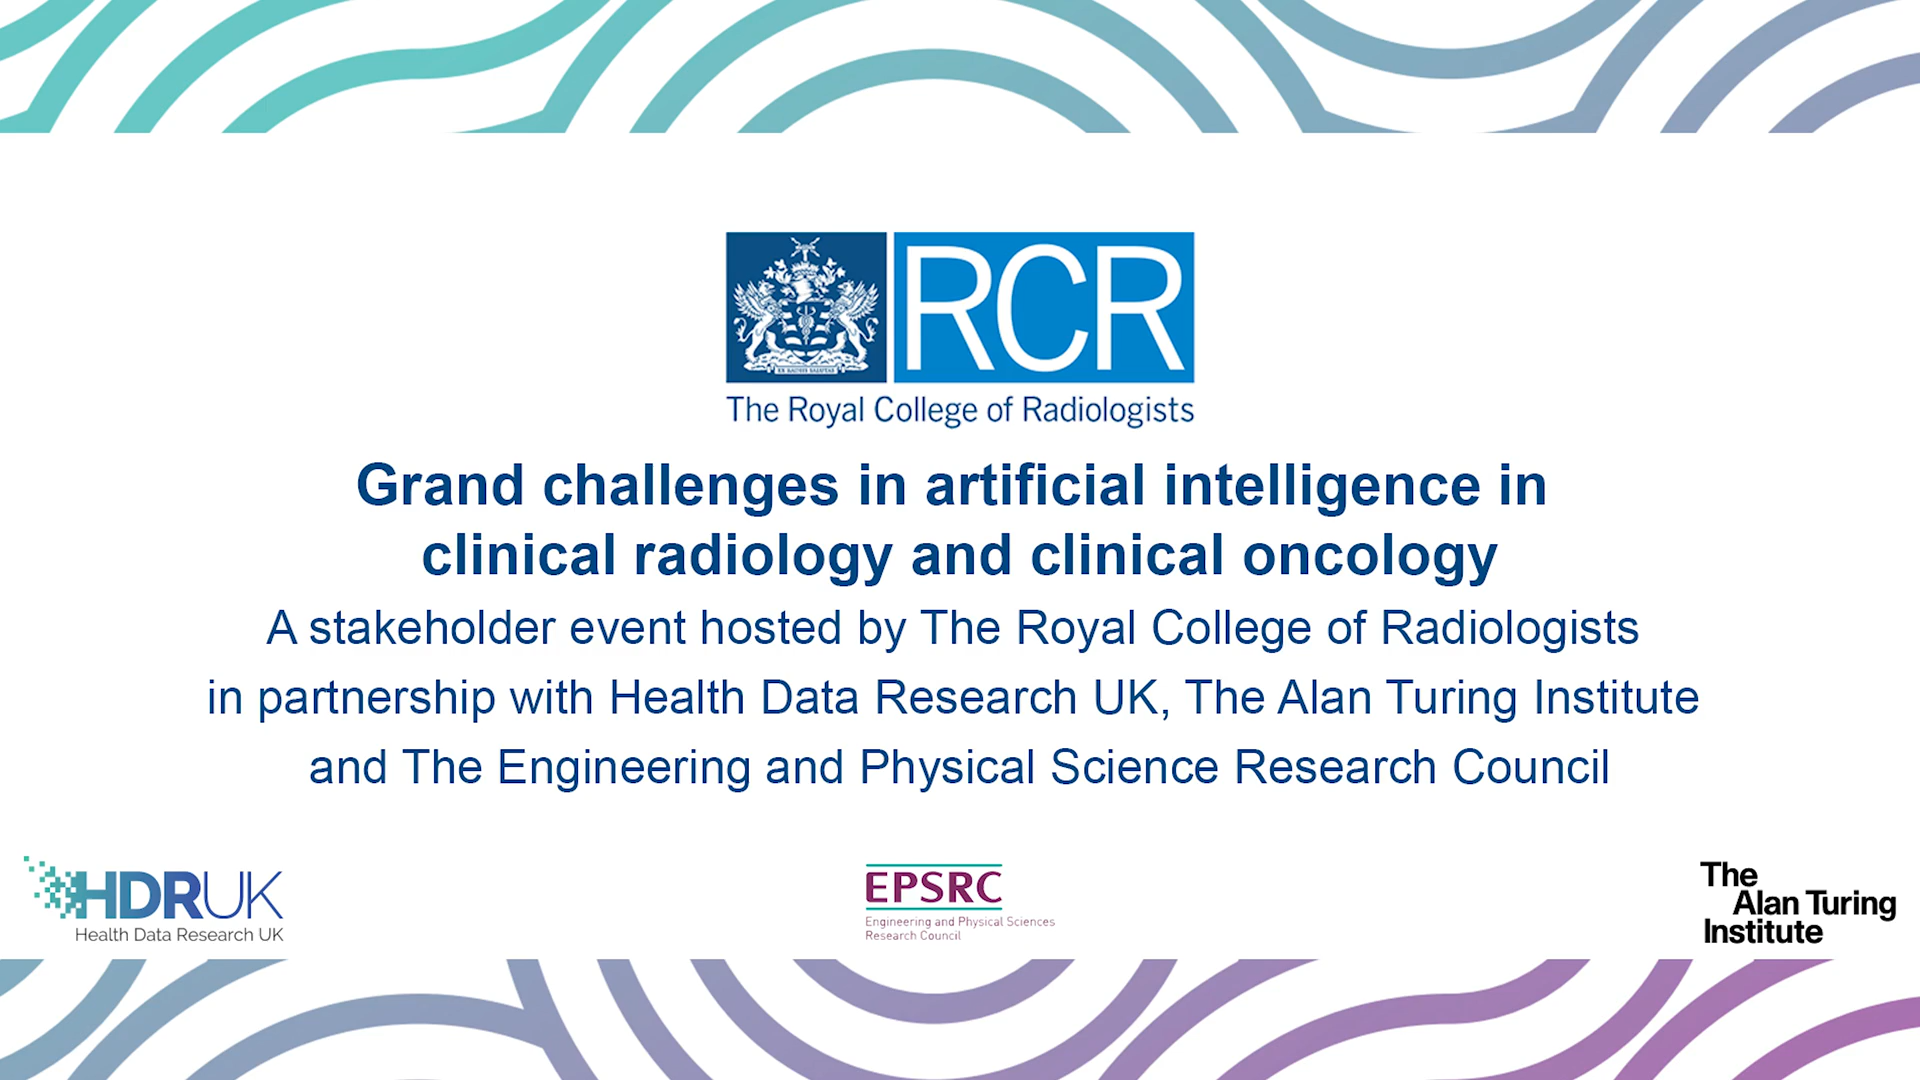 RCR
The Royal College of Radiologists
Grand challenges in artificial intelligence in
clinical radiology and clinical oncology
A stakeholder event hosted by The Royal College of Radiologists
in partnership with Health Data Research UK, The Alan Turing Institute
and The Engineering and Physical Science Research Council
HDRUK
Health Data Research UK
EPSRC
Engineering and Physical Sciences
Research Council
The
Alan Turing
Institute